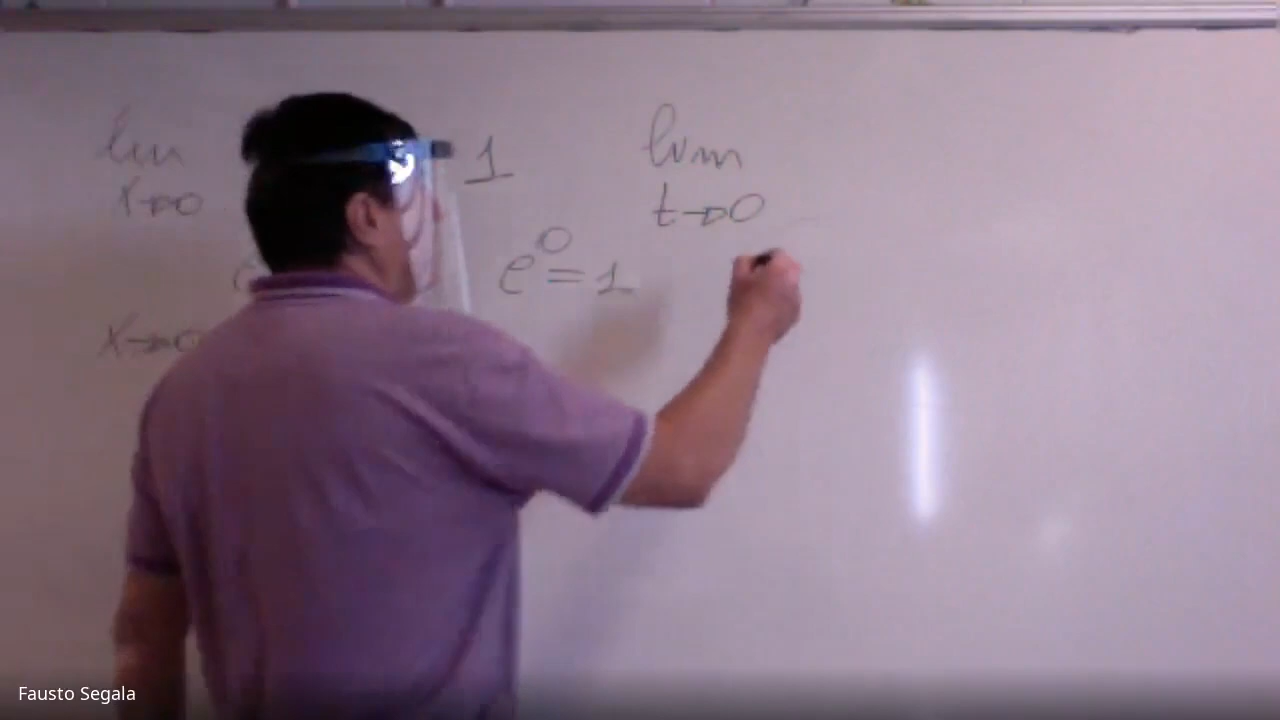 lim 1
x→0
e⁰=1
x→0
lim
t→0
Fausto Segala